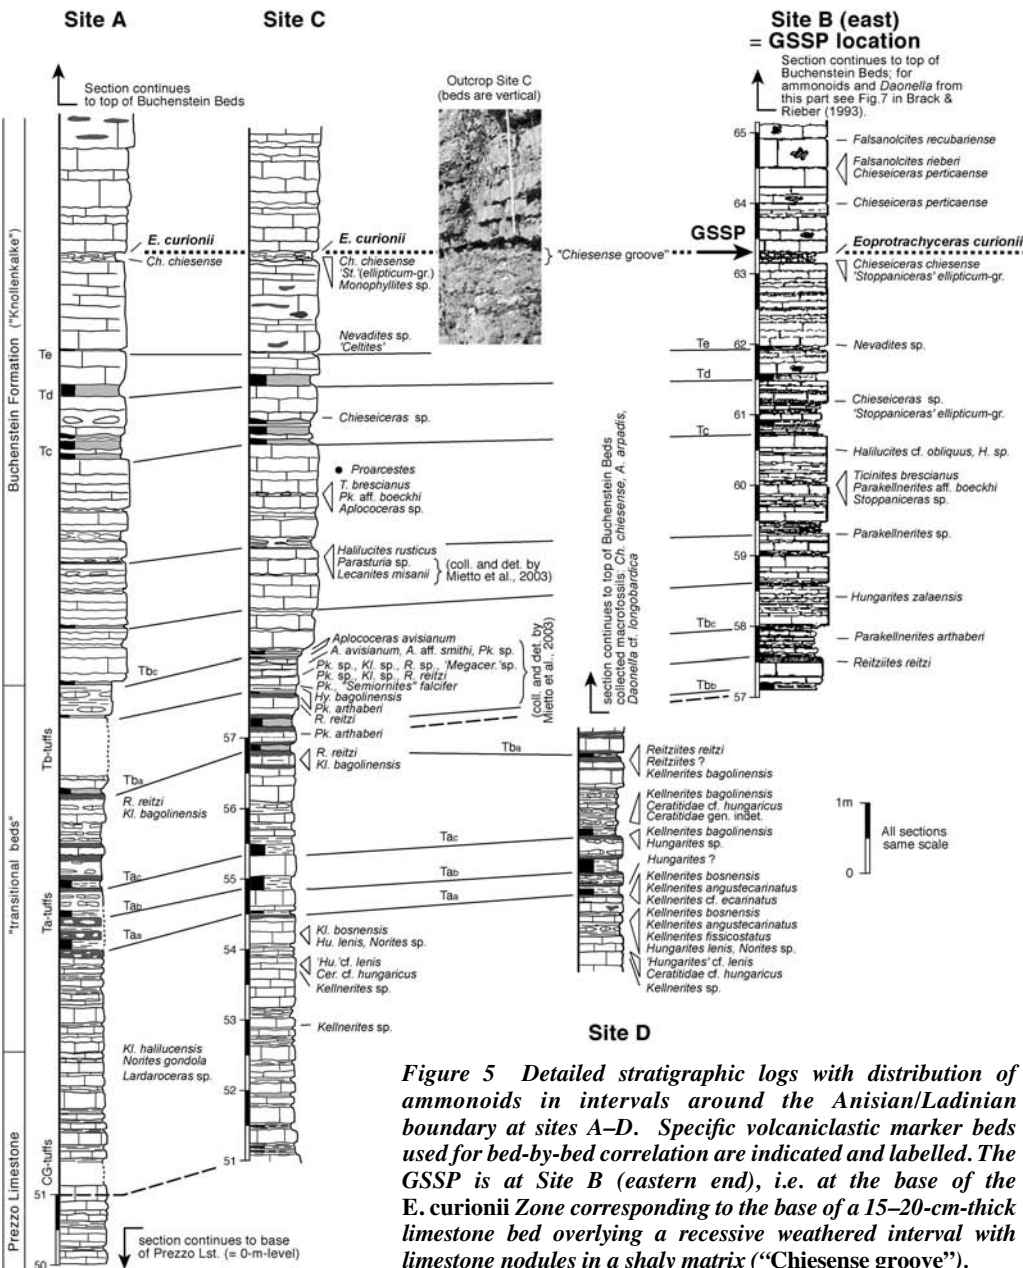 Site A
Site C
Site B (east)
= GSSP location
Section continues
to top of Buchenstein Beds
Outcrop Site C
(beds are vertical)
Section continues to top of
Buchenstein Beds; for
ammonoids and Daonella from
this part see Fig.7 in Brack &
Rieber (1993).
Buchenstein Formation ("Knollenkalke")
"transitional beds"
Prezzo Limestone
Tb-tuffs
Ta-tuffs
CG-tuffs
E. curionii
Ch. chiesense
Te
Td
Tc
Tbc
Tba
R. reitzi
Kl. bagolinensis
Tac
Tab
Taa
Kl. halilucensis
Norites gondola
Lardaroceras sp.
51
50
section continues to base
of Prezzo Lst. (= 0-m-level)
E. curionii
Ch. chiesense
'St.'(ellipticum-gr.)
Monophyllites sp.
"Chiesense groove"
Nevadites sp.
'Celtites'
Chieseiceras sp.
Proarcestes
T. brescianus
Pk. aff. boeckhi
Aplococeras sp.
Halilucites rusticus
Parasturia sp.
Lecanites misanii
(coll. and det. by
Mietto et al., 2003)
Aplococeras avisianum
A. avisianum, A. aff. smithi, Pk. sp.
Pk. sp., Kl. sp., R. sp., 'Megacer.'sp.
Pk. sp., Kl. sp., R. reitzi
Pk., "Semiornites" falcifer
Hy. bagolinensis
Pk. arthaberi
R. reitzi
(coll. and det.by
Mietto et al., 2003)
Pk. arthaberi
R. reitzi
Kl. bagolinensis
57
56
55
54
53
52
51
Kl. bosnensis
Hu. lenis, Norites sp.
'Hu.'cf. lenis
Cer. cf. hungaricus
Kellnerites sp.
Kellnerites sp.
section continues to top of Buchenstein Beds
collected macrofossils: Ch. chiesense, A. arpadis,
Daonella cf. longobardica
Tba
Tac
Tab
Taa
Reitziites reitzi
Reitziites ?
Kellnerites bagolinensis
Kellnerites bagolinensis
Ceratitidae cf. hungaricus
Ceratitidae gen. indet.
Kellnerites bagolinensis
Hungarites sp.
Hungarites ?
Kellnerites bosnensis
Kellnerites angustecarinatus
Kellnerites cf. ecarinatus
Kellnerites bosnensis
Kellnerites angustecarinatus
Kellnerites fissicostatus
Hungarites lenis, Norites sp.
'Hungarites' cf. lenis
Ceratitidae cf. hungaricus
Kellnerites sp.
Site D
GSSP
Te
Td
Tc
Tbc
Tbb
65
64
63
62
61
60
59
58
57
Falsanolcites recubariense
Falsanolcites rieberi
Chieseiceras perticaense
Chieseiceras perticaense
Eoprotrachyceras curionii
Chieseiceras chiesense
'Stoppaniceras' ellipticum-gr.
Nevadites sp.
Chieseiceras sp.
'Stoppaniceras' ellipticum-gr.
Halilucites cf. obliquus, H. sp.
Ticinites brescianus
Parakellnerites aff. boeckhi
Stoppaniceras sp.
Parakellnerites sp.
Hungarites zalaensis
Parakellnerites arthaberi
Reitziites reitzi
1m
0
All sections
same scale
Figure 5 Detailed stratigraphic logs with distribution of
ammonoids in intervals around the Anisian/Ladinian
boundary at sites A–D. Specific volcaniclastic marker beds
used for bed-by-bed correlation are indicated and labelled. The
GSSP is at Site B (eastern end), i.e. at the base of the
E. curionii Zone corresponding to the base of a 15–20-cm-thick
limestone bed overlying a recessive weathered interval with
limestone nodules in a shaly matrix ("Chiesense groove").